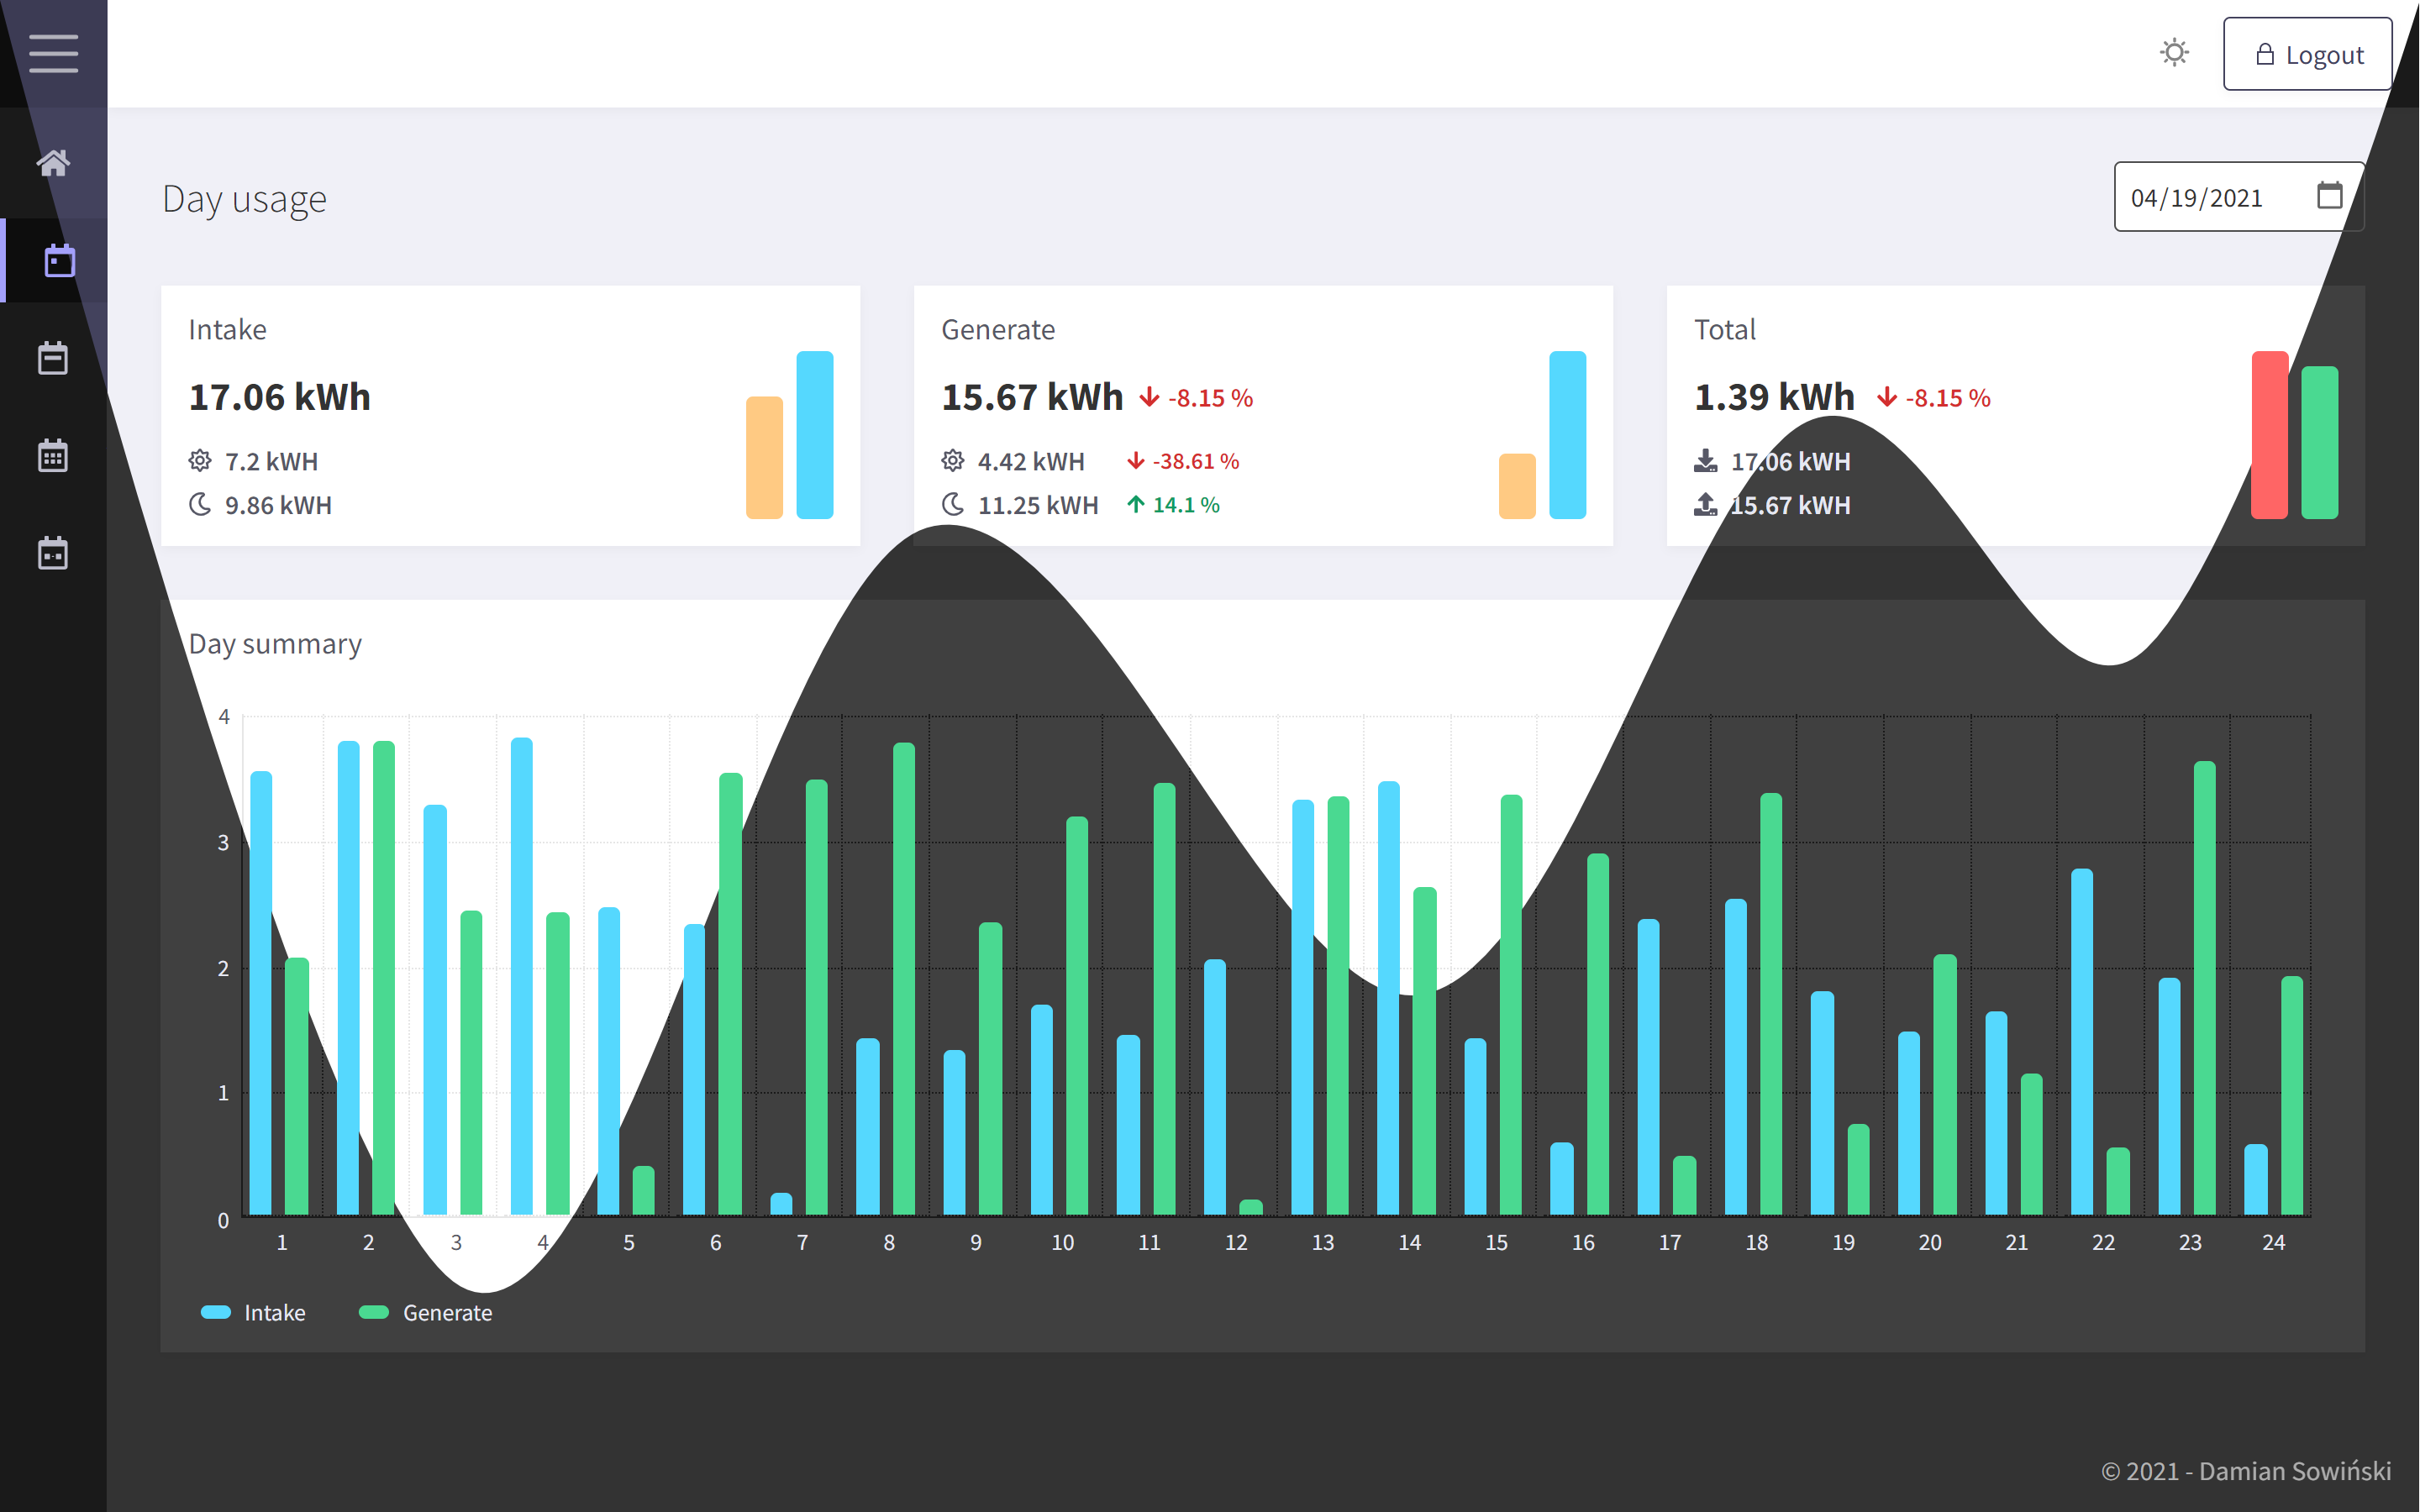 Logout
Day usage
04/19/2021
Intake
17.06 kWh
7.2 kWH
9.86 kWH
Generate
15.67 kWh -8.15 %
4.42 kWH -38.61 %
11.25 kWH 14.1 %
Total
1.39 kWh -8.15 %
17.06 kWH
15.67 kWH
Day summary
4
3
2
1
0
1 2 3 4 5 6 7 8 9 10 11 12 13 14 15 16 17 18 19 20 21 22 23 24
Intake Generate
© 2021 - Damian Sowiński